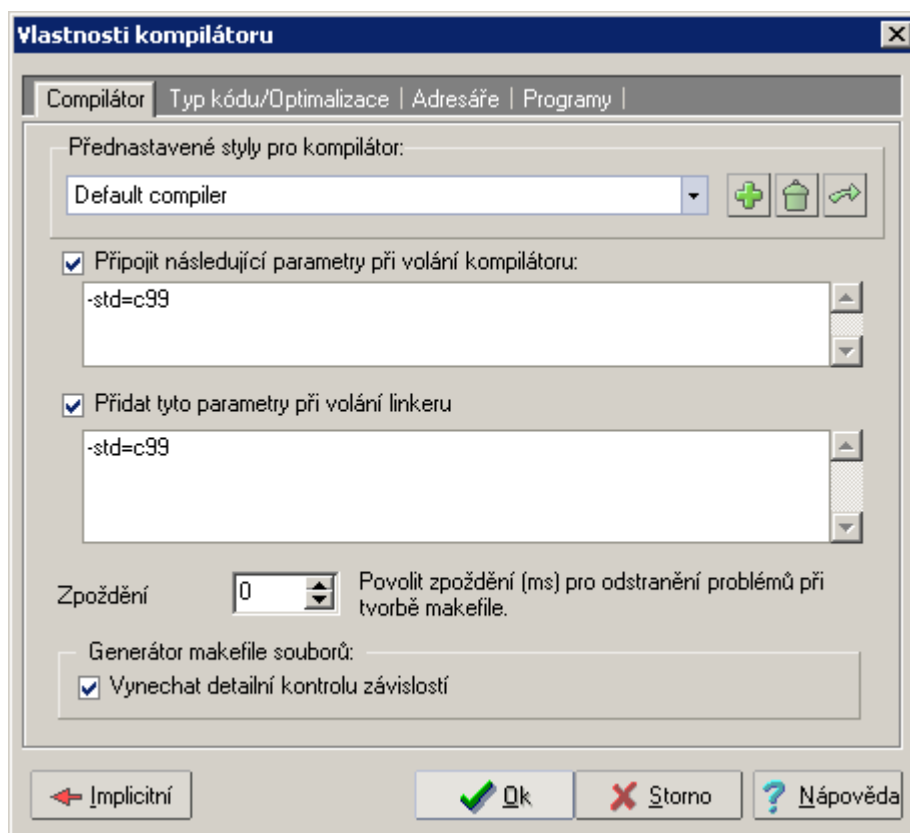 Vlastnosti kompilátoru
Compilátor Typ kódu/Optimalizace Adresáře Programy
Přednastavené styly pro kompilátor:
Default compiler
Připojit následující parametry při volání kompilátoru:
-std=c99
Přidat tyto parametry při volání linkeru
-std=c99
Zpoždění 0 Povolit zpoždění (ms) pro odstranění problémů při
tvorbě makefile.
Generátor makefile souborů:
Vynechat detailní kontrolu závislostí
Implicitní Ok Storno Nápověda